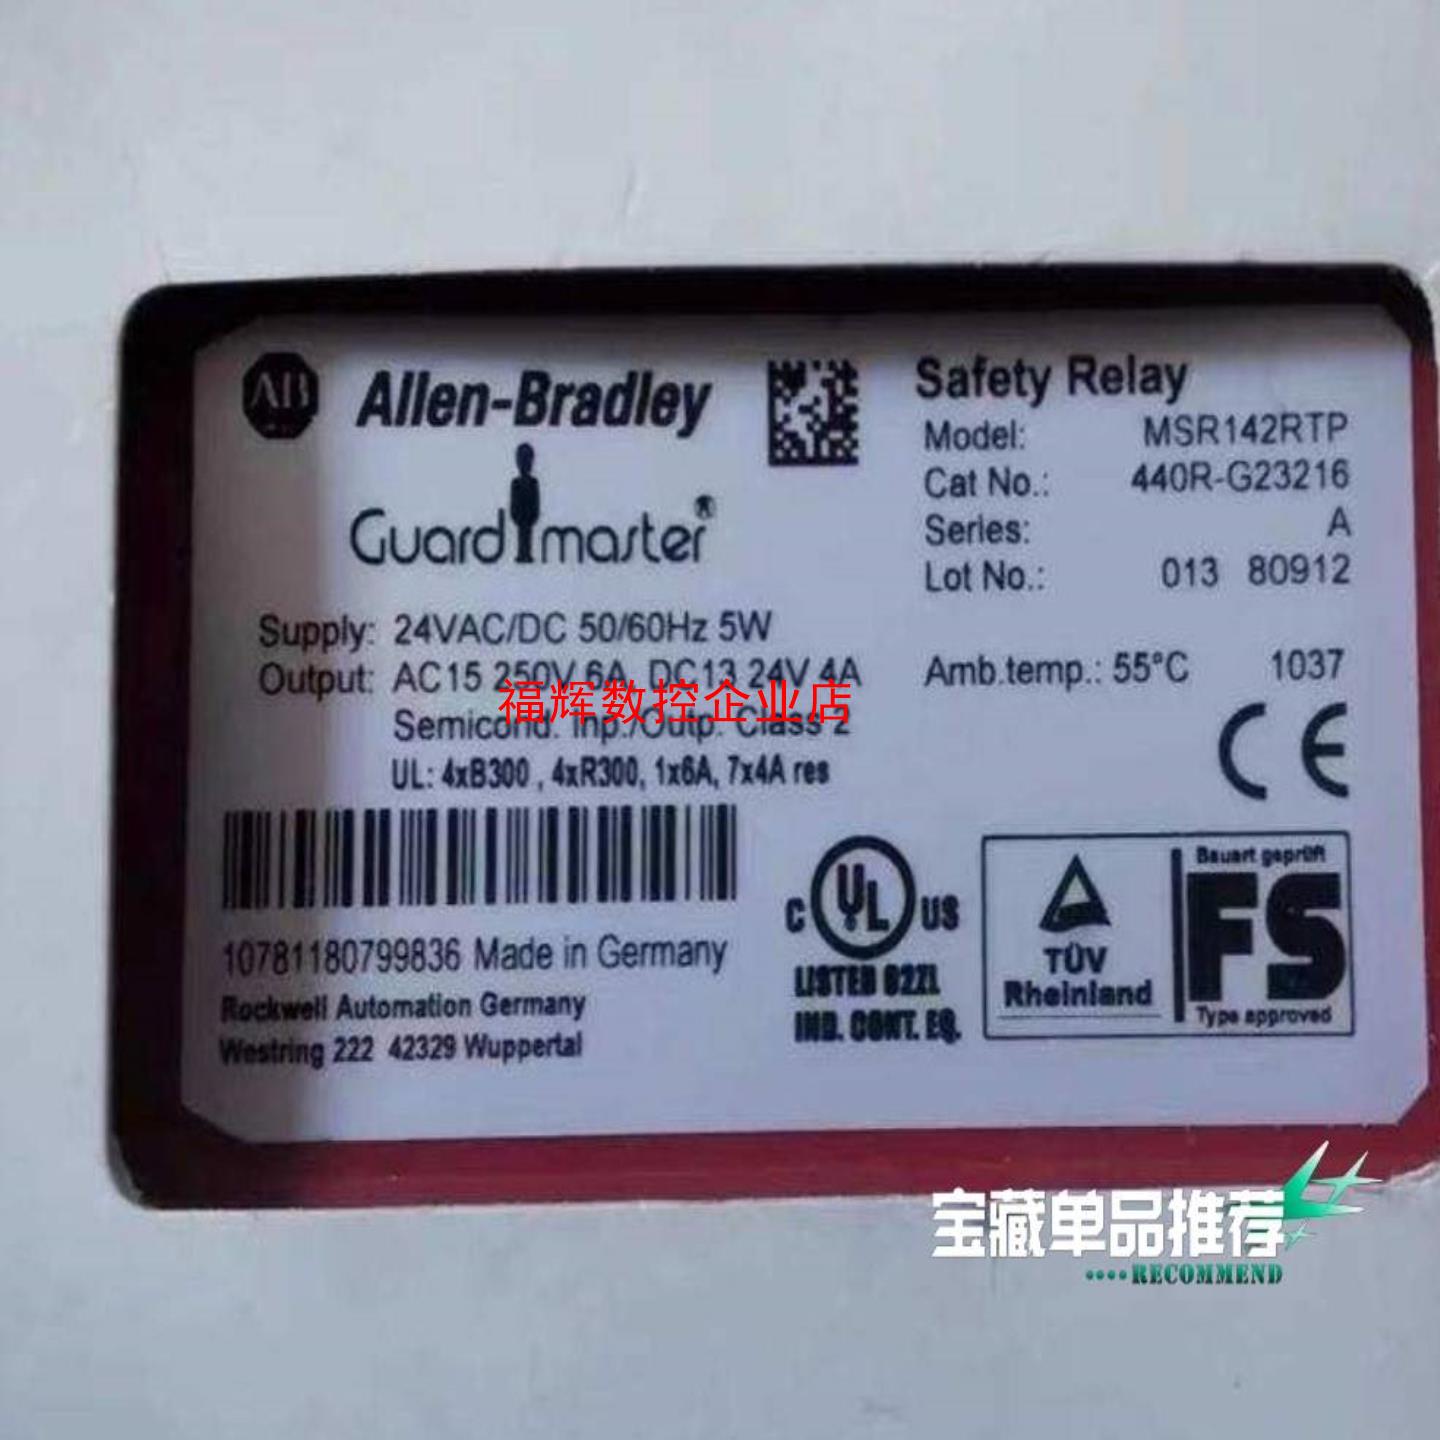 AB Allen-Bradley
Guardmaster®
Safety Relay
Model: MSR142RTP
Cat No.: 440R-G23216
Series: A
Lot No.: 013 80912
Supply: 24VAC/DC 50/60Hz 5W
Output: AC15 250V 6A, DC13 24V 4A
Amb.temp.: 55°C 1037
福辉数控企业店
Semicond. Inp./Outp. Class 2
UL: 4xB300 , 4xR300, 1x6A, 7x4A res
CE
10781180799836 Made in Germany
Rockwell Automation Germany
Westring 222 42329 Wuppertal
C UL US
LISTED 82ZL
IND. CONT. EQ.
TÜV
Rheinland
Bauart geprüft
FS
Type approved
宝藏单品推荐
RECOMMEND